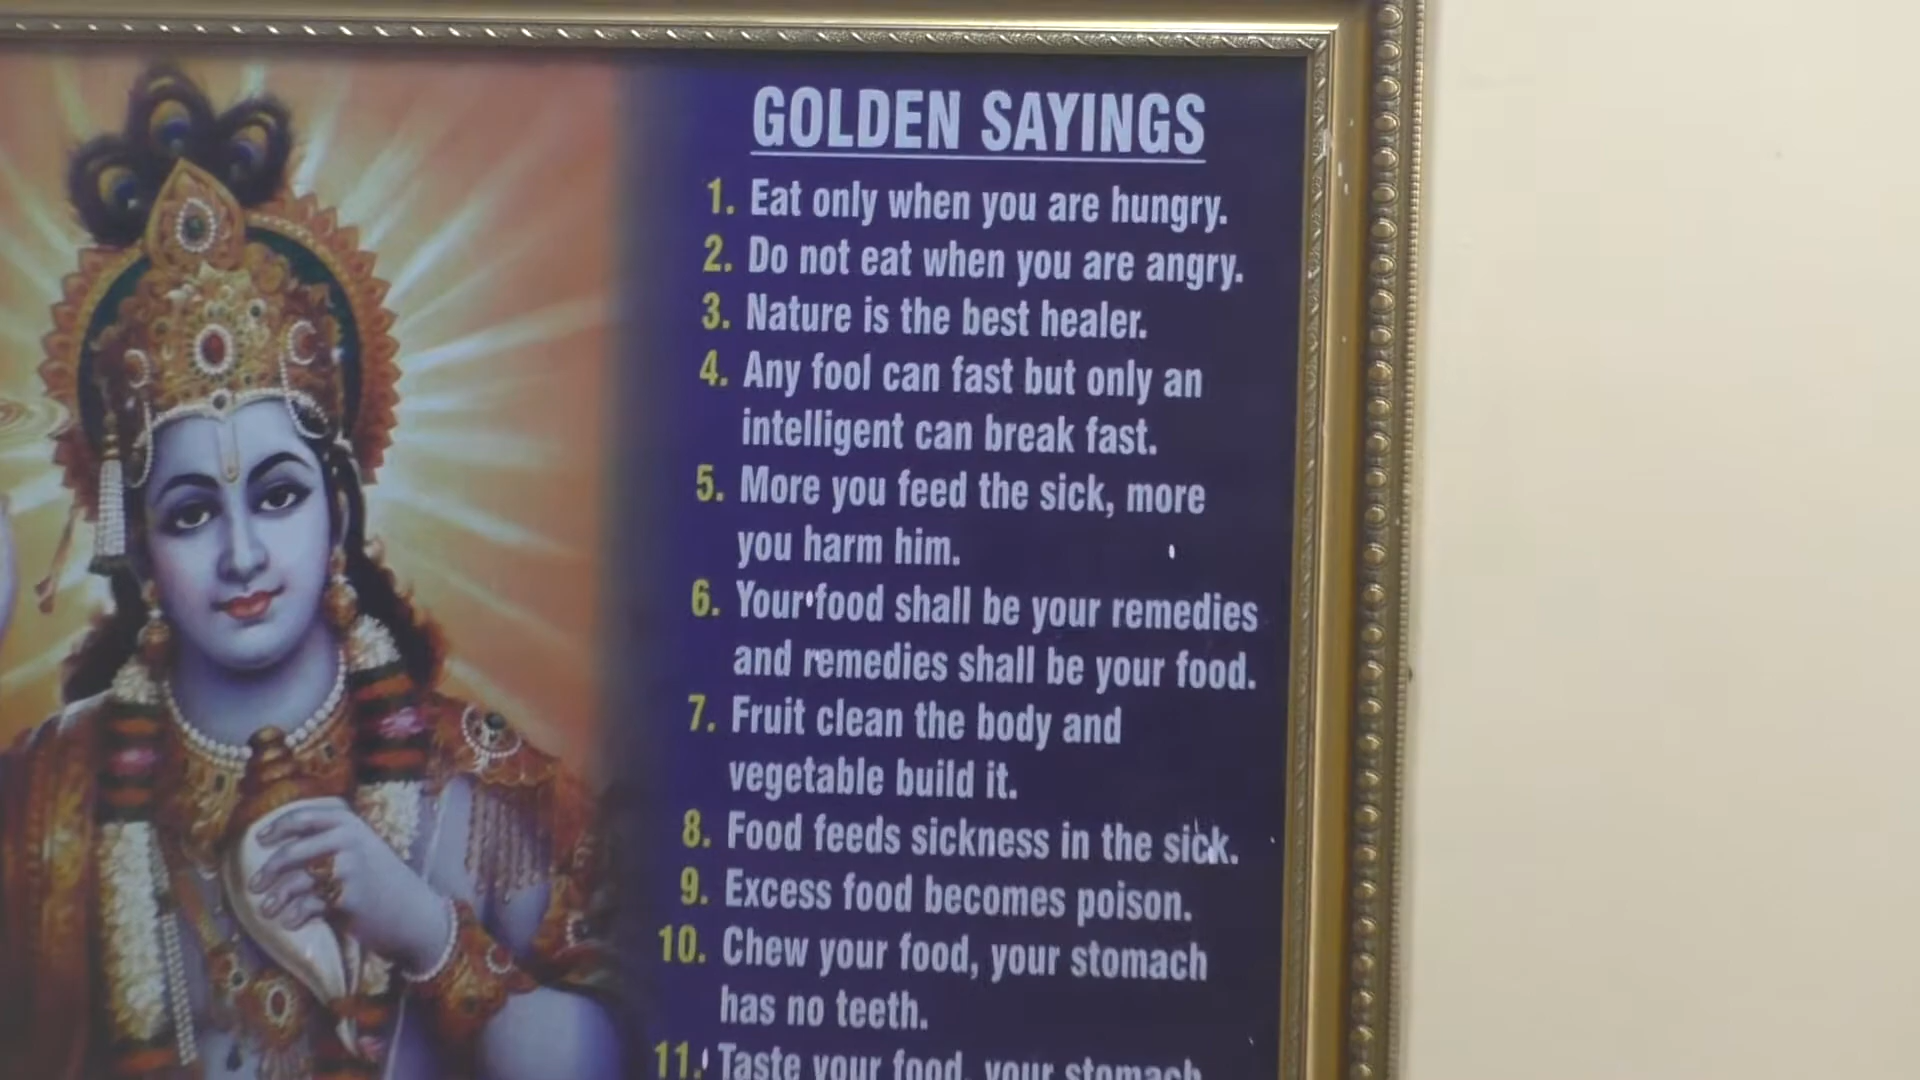 GOLDEN SAYINGS
1. Eat only when you are hungry.
2. Do not eat when you are angry.
3. Nature is the best healer.
4. Any fool can fast but only an
intelligent can break fast.
5. More you feed the sick, more
you harm him.
6. Your food shall be your remedies
and remedies shall be your food.
7. Fruit clean the body and
vegetable build it.
8. Food feeds sickness in the sick.
9. Excess food becomes poison.
10. Chew your food, your stomach
has no teeth.
11. Taste your food, your stomach